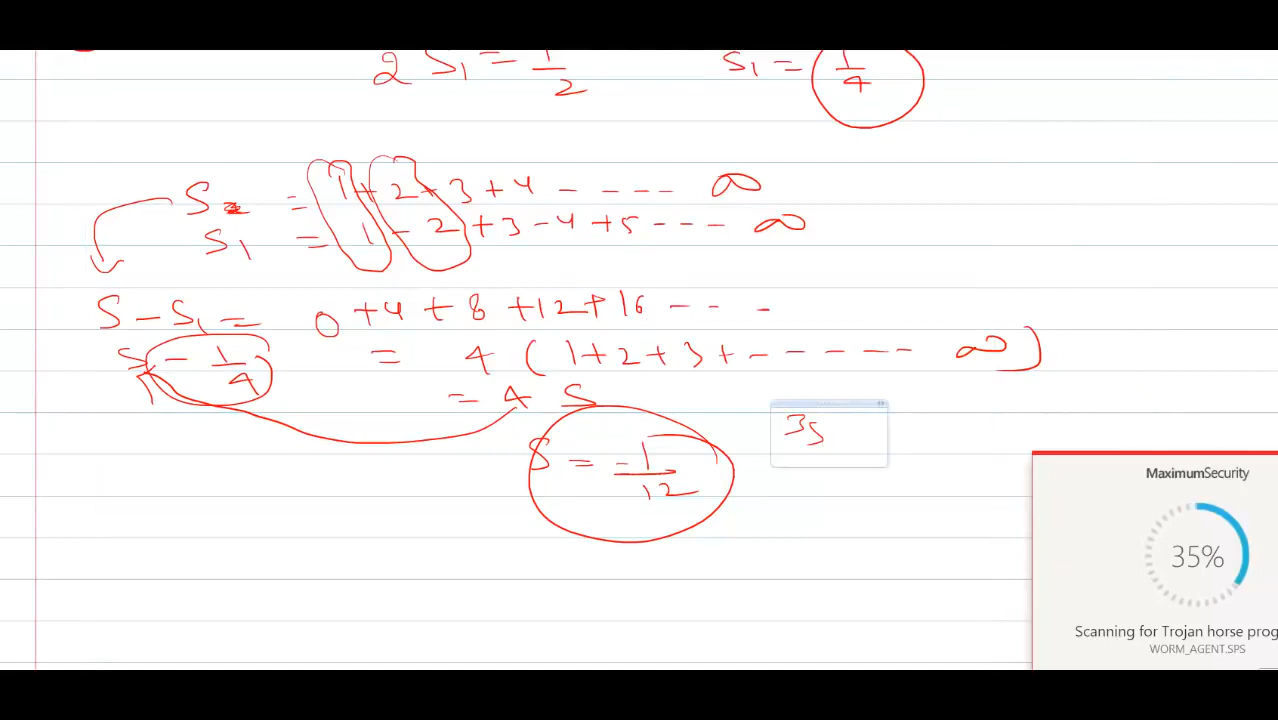 2 S₁ = 1/2 S₁ = 1/4
S = 1 + 2 + 3 + 4 - - - - - ∞
S₁ = 1 - 2 + 3 - 4 + 5 - - - - ∞
S - S₁ = 0 + 4 + 8 + 12 + 16 - - - -
S - 1/4 = 4 (1 + 2 + 3 + - - - - - - ∞)
= 4 S
3S
S = -1/12
MaximumSecurity
35%
Scanning for Trojan horse prog
WORM_AGENT.SPS